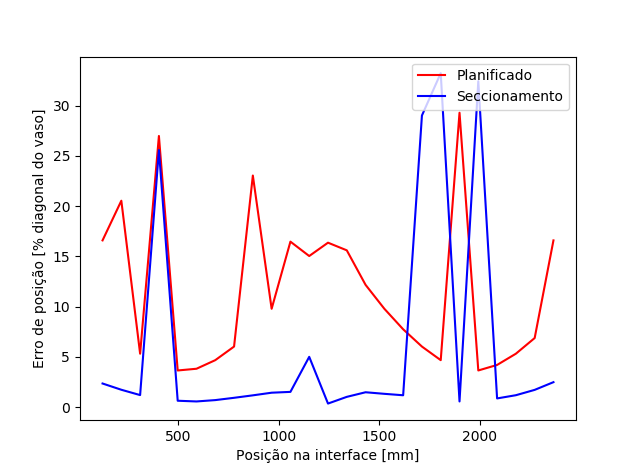 Planificado
Seccionamento
30
25
20
15
10
5
0
Erro de posição [% diagonal do vaso]
500
1000
1500
2000
Posição na interface [mm]